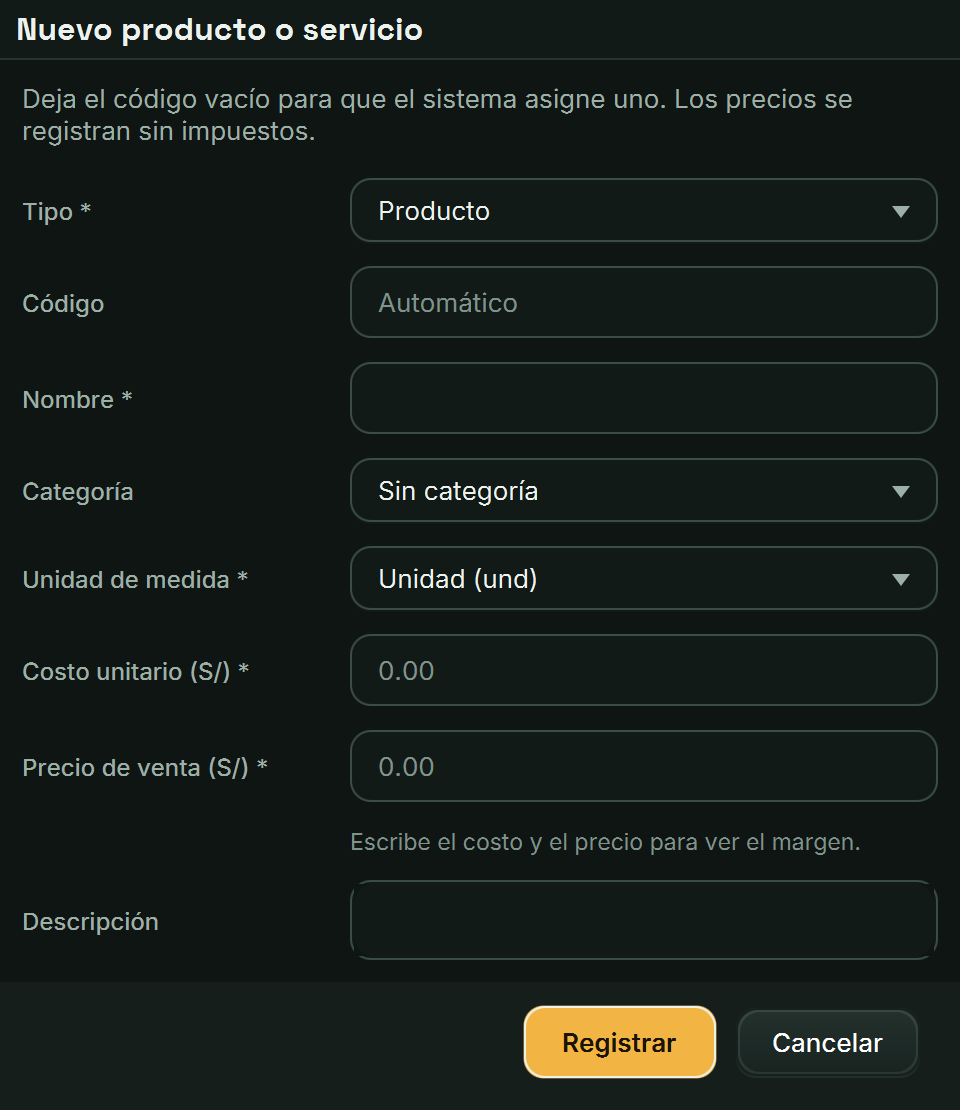 Nuevo producto o servicio
Deja el código vacío para que el sistema asigne uno. Los precios se
registran sin impuestos.
Tipo *
Producto
Código
Automático
Nombre *
Categoría
Sin categoría
Unidad de medida *
Unidad (und)
Costo unitario (S/) *
0.00
Precio de venta (S/) *
0.00
Escribe el costo y el precio para ver el margen.
Descripción
Registrar
Cancelar